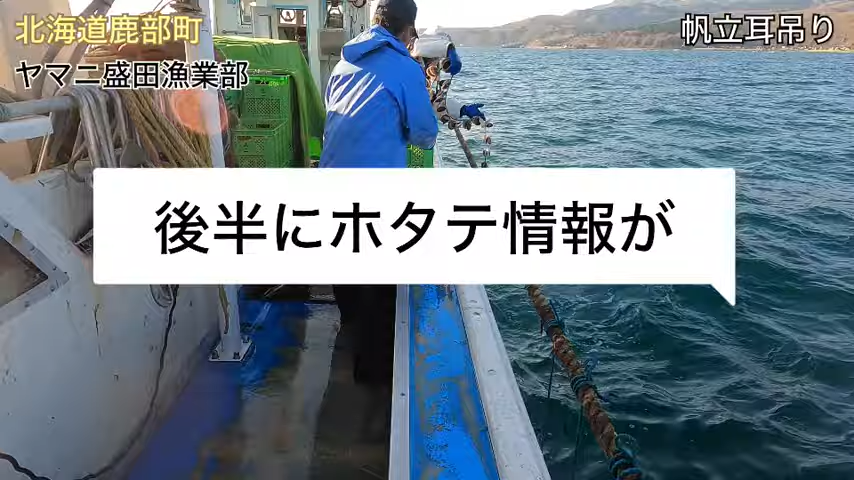 北海道鹿部町
帆立耳吊り
ヤマニ盛田漁業部
後半にホタテ情報が